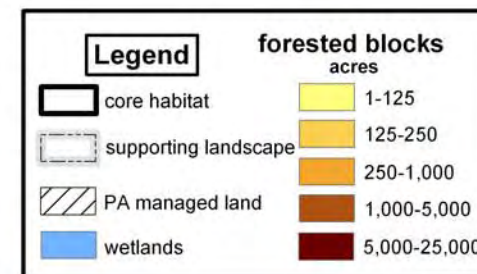 Legend
core habitat
supporting landscape
PA managed land
wetlands
forested blocks
acres
1-125
125-250
250-1,000
1,000-5,000
5,000-25,000